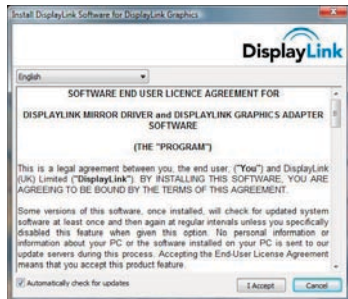 Install DisplayLink Software for DisplayLink Graphics
DisplayLink
English
SOFTWARE END USER LICENCE AGREEMENT FOR
DISPLAYLINK MIRROR DRIVER and DISPLAYLINK GRAPHICS ADAPTER
SOFTWARE
(THE "PROGRAM")
This is a legal agreement between you, the end user, ("You") and DisplayLink
(UK) Limited ("DisplayLink"). BY INSTALLING THIS SOFTWARE, YOU ARE
AGREEING TO BE BOUND BY THE TERMS OF THIS AGREEMENT.
Some versions of this software, once installed, will check for updated system
software at least once and then again at regular intervals unless you specifically
disabled this feature when given this option. No personal information or
information about your PC or the software installed on your PC is sent to our
update servers during this process. Accepting the End-User License Agreement
means that you accept this product feature.
Automatically check for updates
I Accept
Cancel